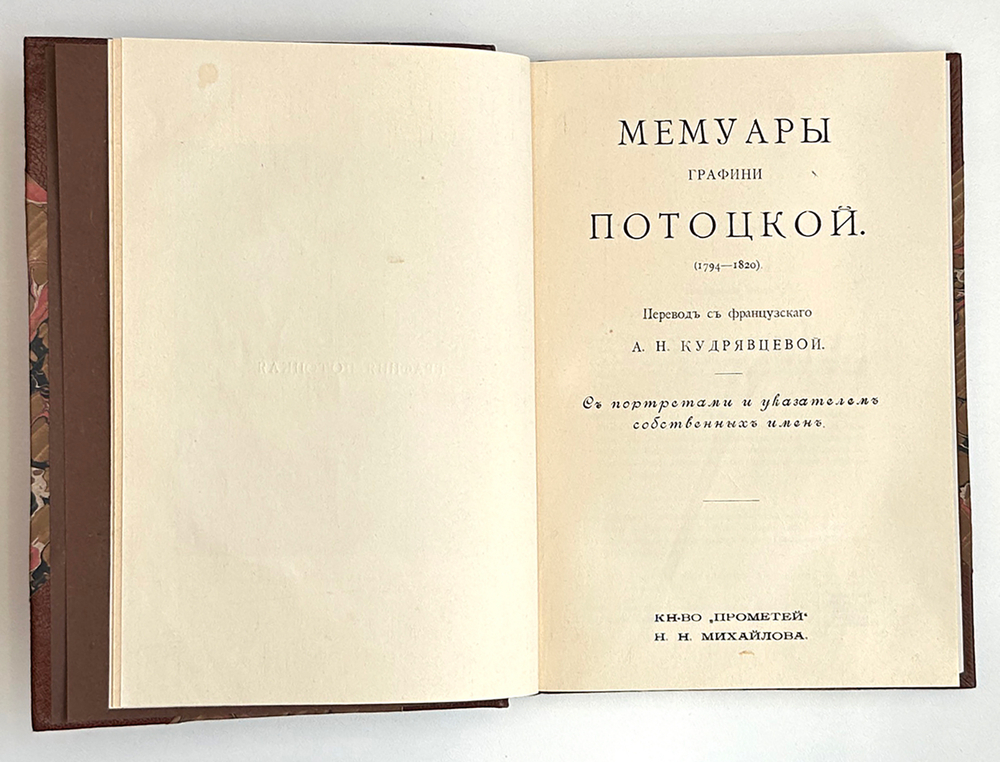 МЕМУАРЫ
ГРАФИНИ
ПОТОЦКОЙ.
(1794—1820).
Переводъ съ французскаго
А. Н. КУДРЯВЦЕВОЙ.
Съ портретами и указателемъ
собственныхъ именъ.
КН-ВО „ПРОМЕТЕЙ“
Н. Н. МИХАЙЛОВА.